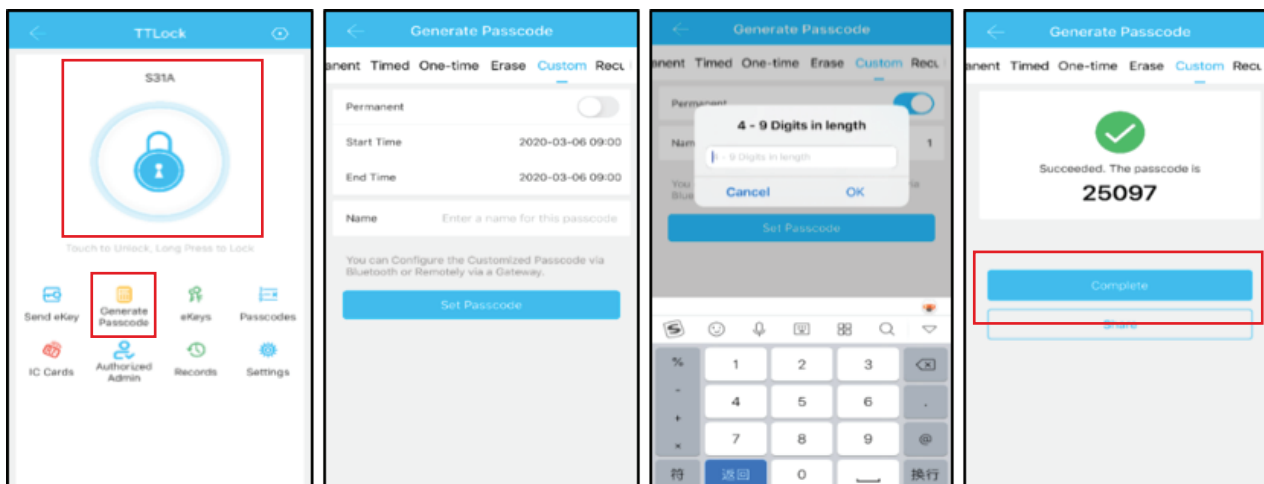 TTLock
S31A
Touch to Unlock, Long Press to Lock
Send eKey
Generate
Passcode
eKeys
Passcodes
IC Cards
Authorized
Admin
Records
Settings
Generate Passcode
anent Timed One-time Erase Custom Recu
Permanent
Start Time 2020-03-06 09:00
End Time 2020-03-06 09:00
Name Enter a name for this passcode
You can Configure the Customized Passcode via
Bluetooth or Remotely via a Gateway.
Set Passcode
Generate Passcode
anent Timed One-time Erase Custom Recu
Permanent
4 - 9 Digits in length
Nam 1
4 - 9 Digits in length
You via
Blue
Cancel OK
Set Passcode
% 1 2 3
- 4 5 6 .
+
× 7 8 9 @
符 返回 0 换行
Generate Passcode
anent Timed One-time Erase Custom Recu
Succeeded. The passcode is
25097
Complete
Share